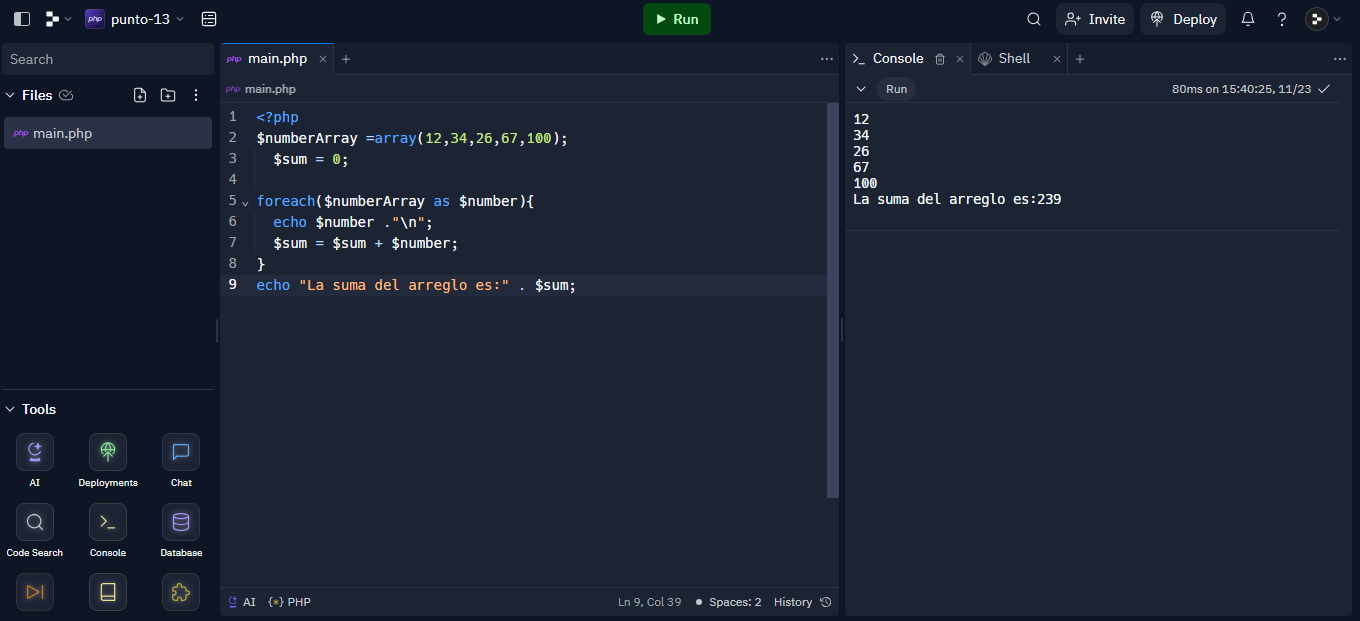 php punto-13
Run
Invite
Deploy
Search
Files
php main.php
Tools
AI
Deployments
Chat
Code Search
Console
Database
php main.php
php main.php
1 <?php
2 $numberArray =array(12,34,26,67,100);
3 $sum = 0;
4
5 foreach($numberArray as $number){
6 echo $number ."\n";
7 $sum = $sum + $number;
8 }
9 echo "La suma del arreglo es:" . $sum;
AI {*} PHP
Ln 9, Col 39 Spaces: 2 History
Console Shell
Run 80ms on 15:40:25, 11/23
12
34
26
67
100
La suma del arreglo es:239